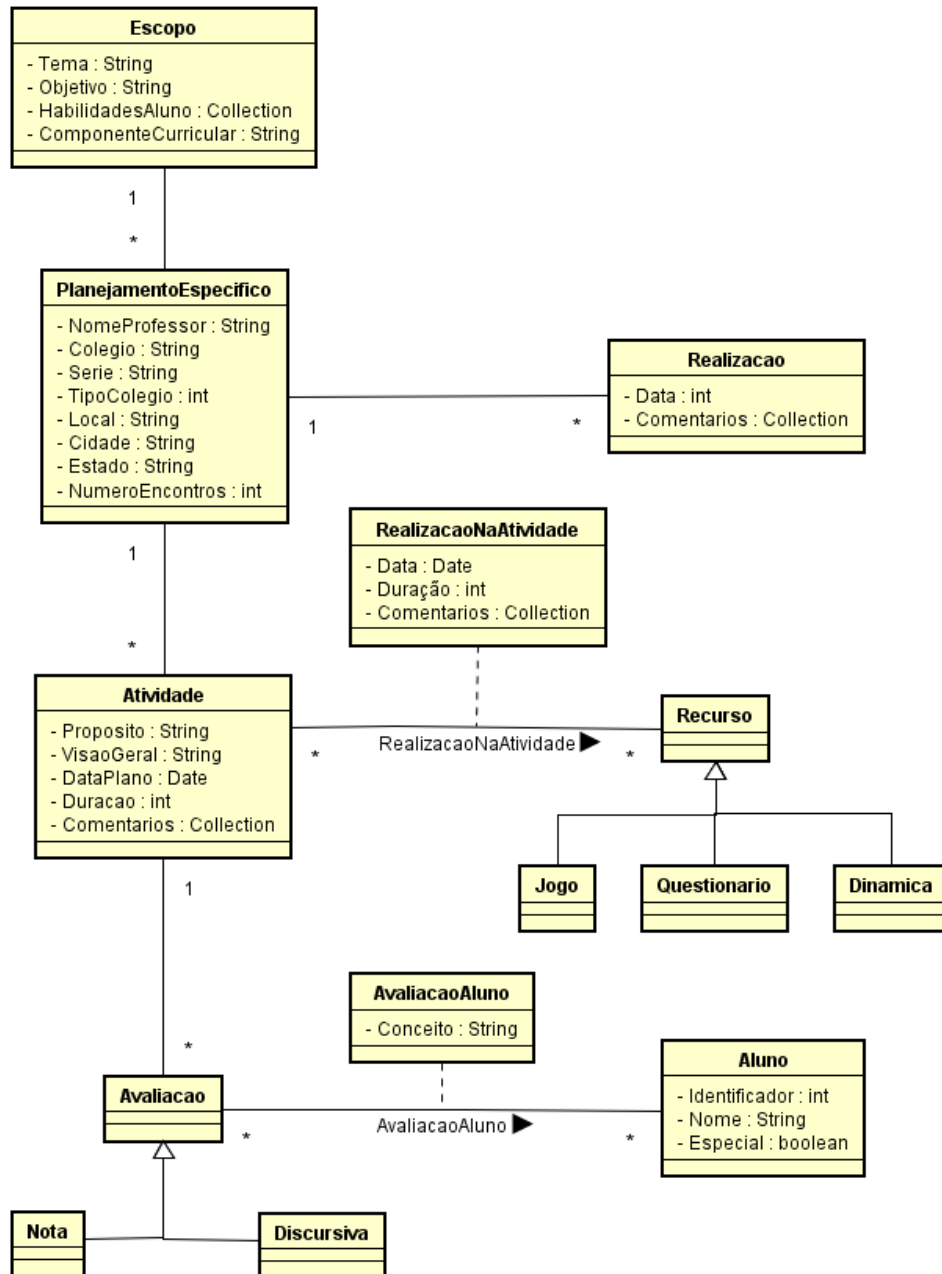 Escopo
- Tema : String
- Objetivo : String
- HabilidadesAluno : Collection
- ComponenteCurricular : String
1
*
PlanejamentoEspecifico
- NomeProfessor : String
- Colegio : String
- Serie : String
- TipoColegio : int
- Local : String
- Cidade : String
- Estado : String
- NumeroEncontros : int
1
*
Realizacao
- Data : int
- Comentarios : Collection
1
*
RealizacaoNaAtividade
- Data : Date
- Duração : int
- Comentarios : Collection
Atividade
- Proposito : String
- VisaoGeral : String
- DataPlano : Date
- Duracao : int
- Comentarios : Collection
*
RealizacaoNaAtividade ▶
*
Recurso
Jogo
Questionario
Dinamica
1
*
AvaliacaoAluno
- Conceito : String
Avaliacao
*
AvaliacaoAluno ▶
*
Aluno
- Identificador : int
- Nome : String
- Especial : boolean
Nota
Discursiva